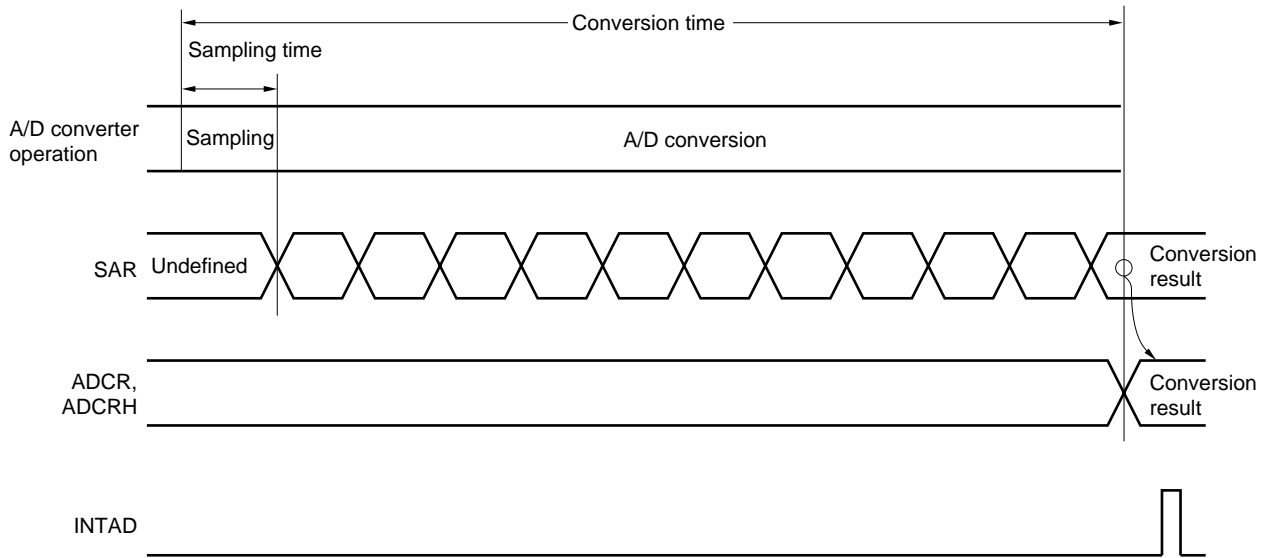 Conversion time
Sampling time
A/D converter
operation
Sampling
A/D conversion
SAR
Undefined
Conversion
result
ADCR,
ADCRH
Conversion
result
INTAD